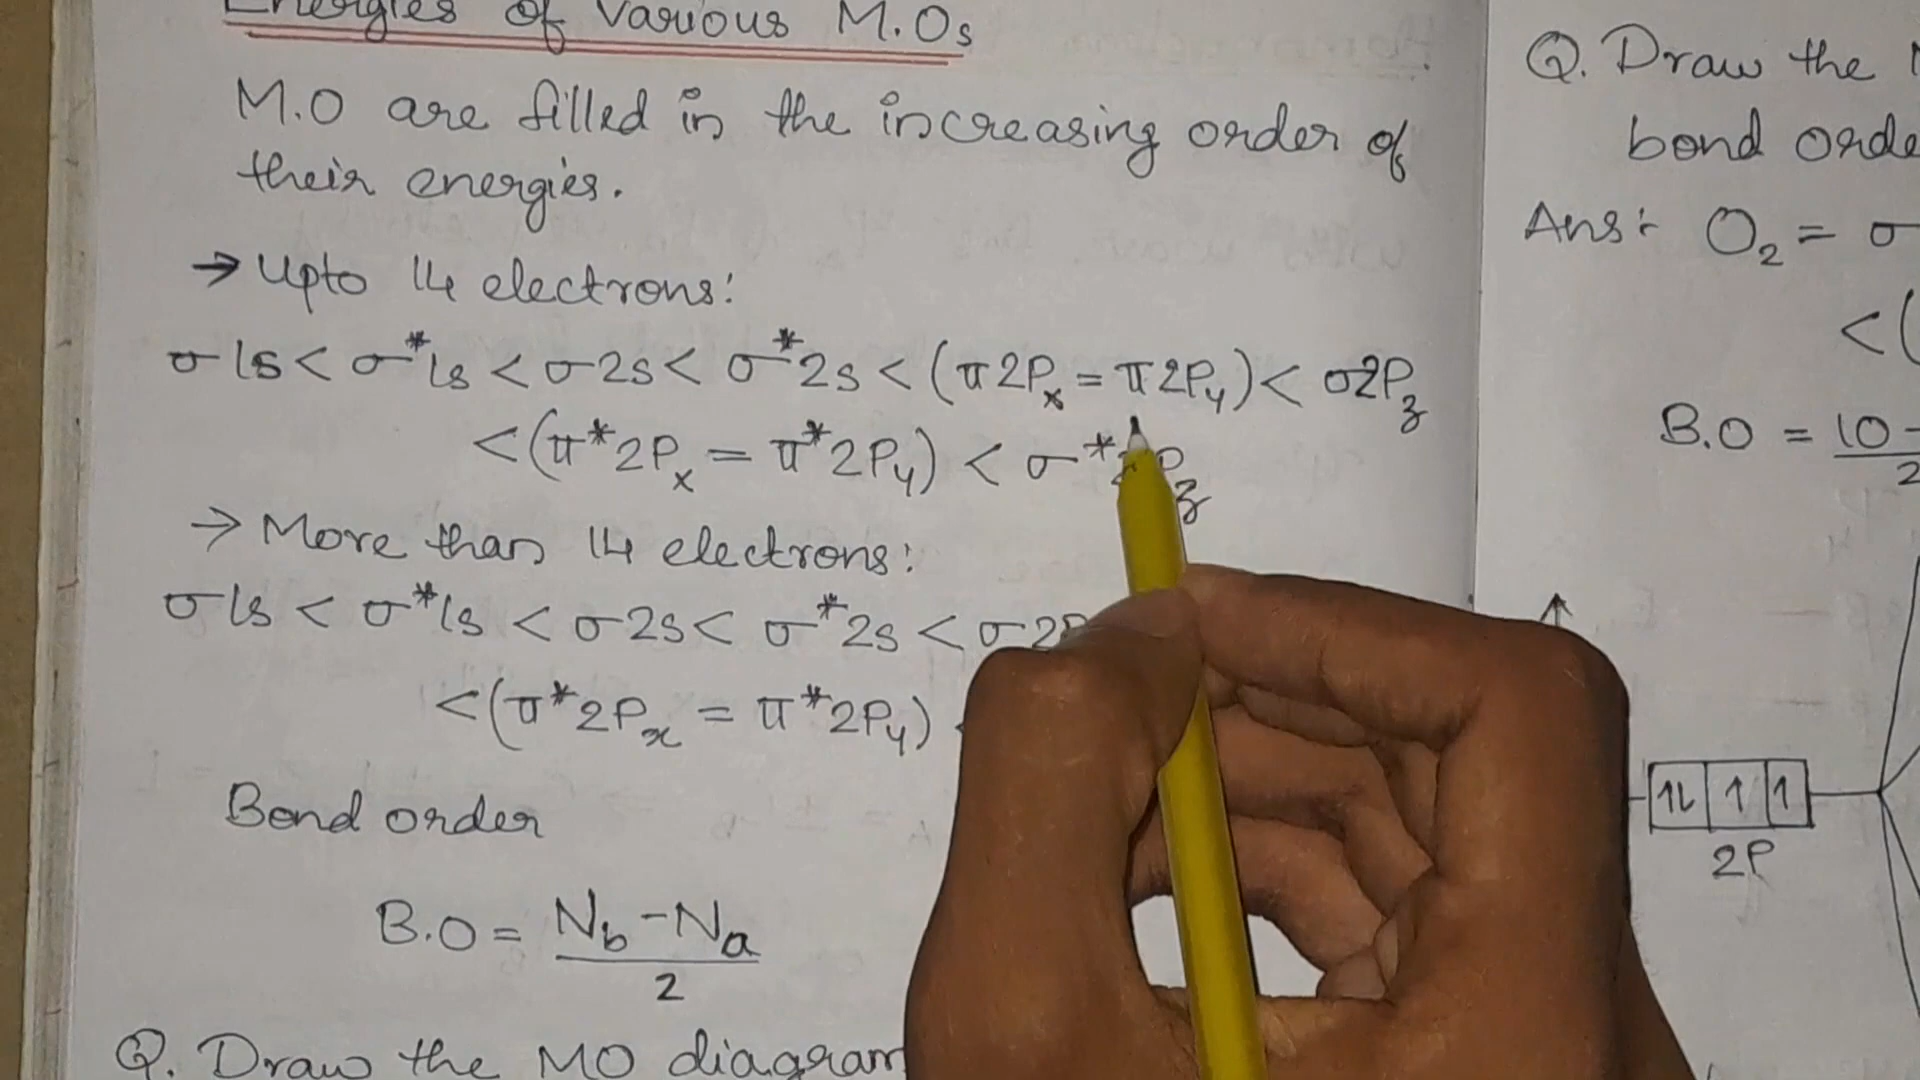 Energies of Various M.Os
M.O are filled in the increasing order of
their energies.
→ Upto 14 electrons:
σ1s < σ*1s < σ2s < σ*2s < (π2Px = π2Py) < σ2Pz
< (π*2Px = π*2Py) < σ*2Pz
→ More than 14 electrons:
σ1s < σ*1s < σ2s < σ*2s < σ2P
< (π*2Px = π*2Py)
Bond order
B.O = Nb - Na
2
Q. Draw the MO diagram
Q. Draw the
bond orde
Ans:- O2 = σ
< (
B.O = 10 -
2
1L 1 1
2P